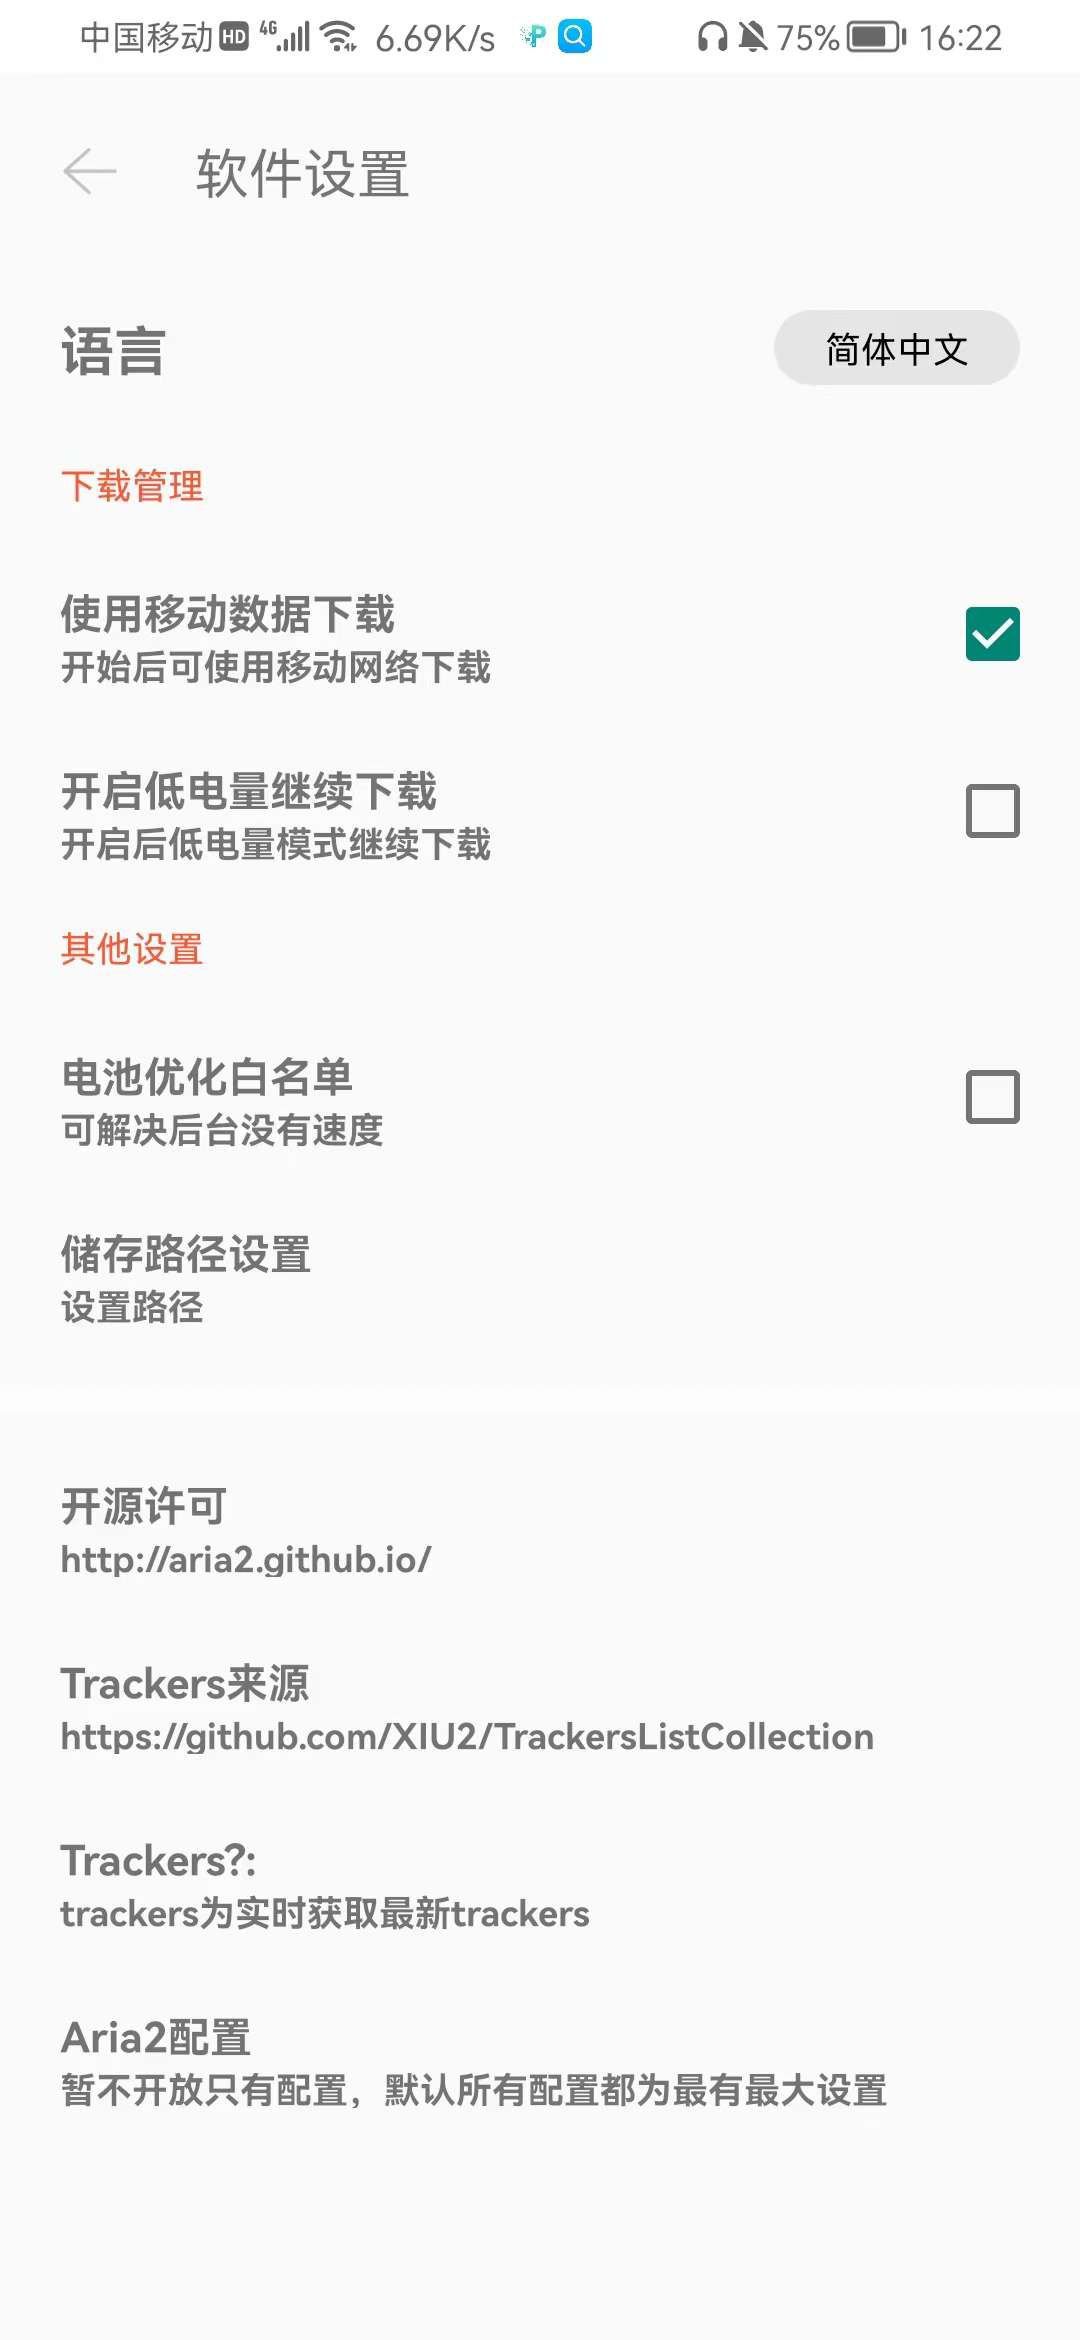 中国移动 HD 4G 6.69K/s P 75% 16:22
软件设置
语言 简体中文
下载管理
使用移动数据下载
开始后可使用移动网络下载
开启低电量继续下载
开启后低电量模式继续下载
其他设置
电池优化白名单
可解决后台没有速度
储存路径设置
设置路径
开源许可
http://aria2.github.io/
Trackers来源
https://github.com/XIU2/TrackersListCollection
Trackers?:
trackers为实时获取最新trackers
Aria2配置
暂不开放只有配置，默认所有配置都为最有最大设置